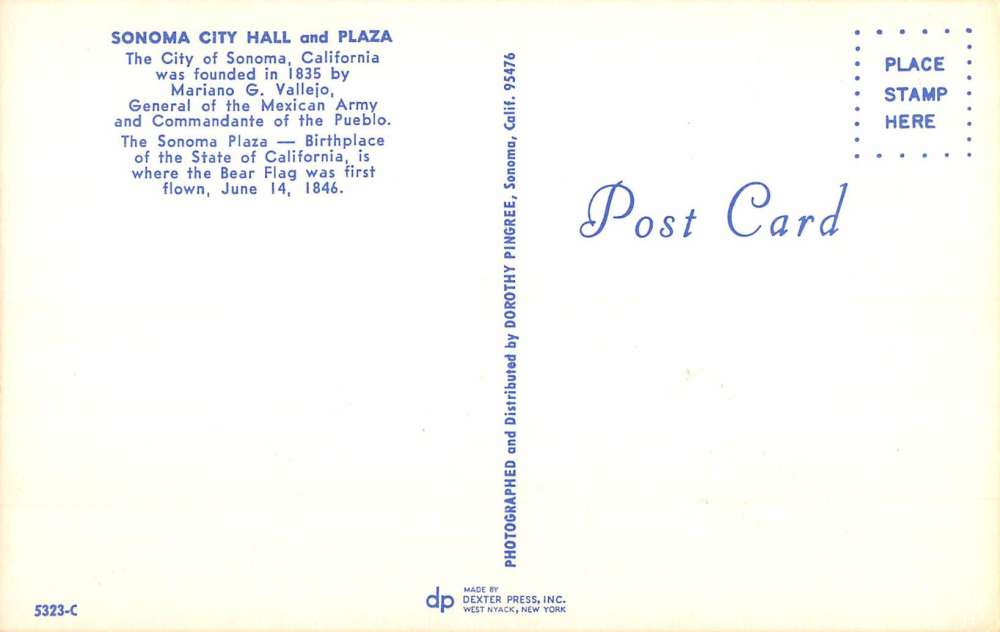 SONOMA CITY HALL and PLAZA
The City of Sonoma, California
was founded in 1835 by
Mariano G. Vallejo,
General of the Mexican Army
and Commandante of the Pueblo.
The Sonoma Plaza — Birthplace
of the State of California, is
where the Bear Flag was first
flown, June 14, 1846.
5323-C
PHOTOGRAPHED and Distributed by DOROTHY PINGREE, Sonoma, Calif. 95476
dp
MADE BY
DEXTER PRESS, INC.
WEST NYACK, NEW YORK
PLACE
STAMP
HERE
Post Card